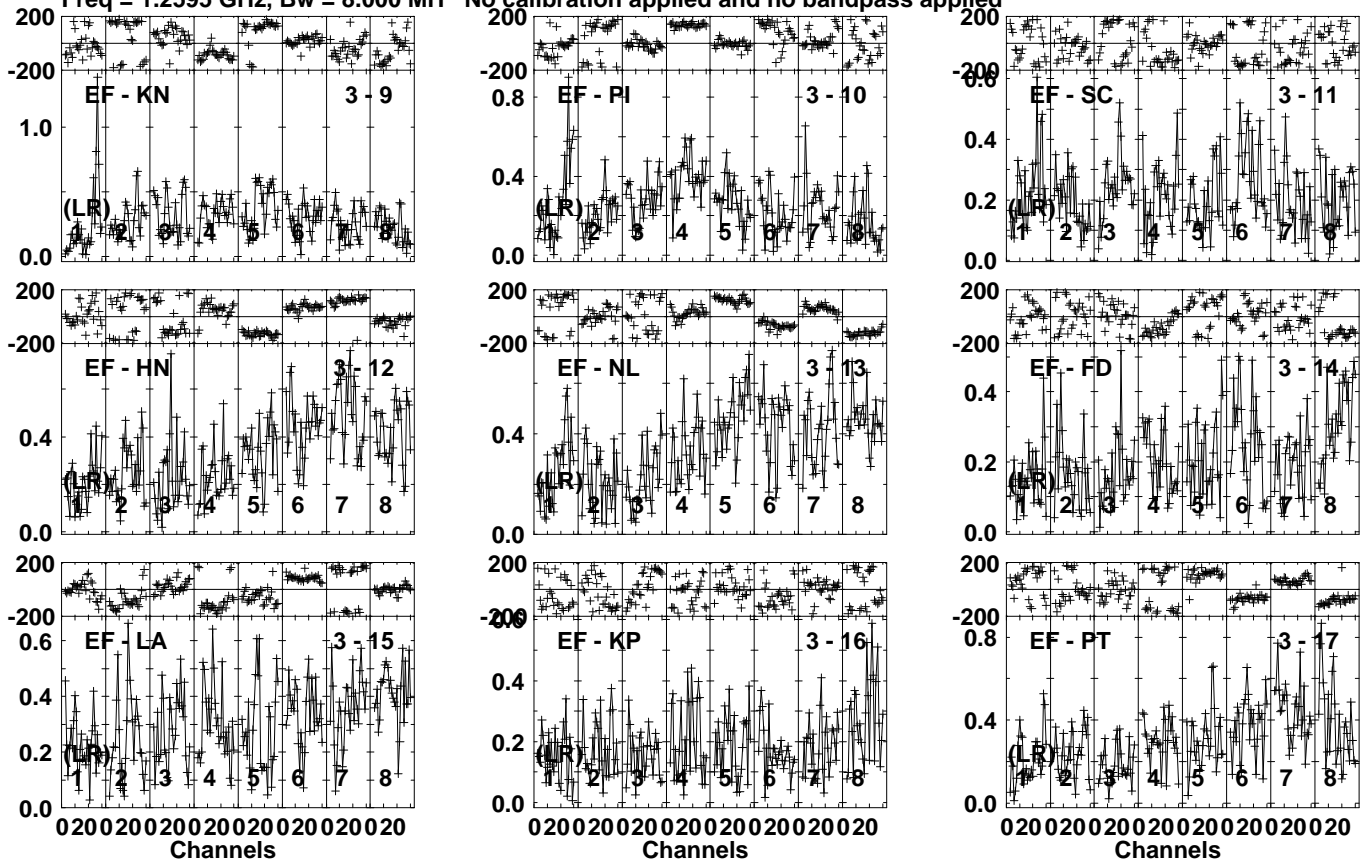 Freq = 1.2595 GHz, Bw = 8.000 MH No calibration applied and no bandpass applied
200 200 200
-200 -200 -200
EF - KN 3 - 9 EF - PI 3 - 10 EF - SC 3 - 11
1.0 0.8 0.6
0.4 0.4
0.2
(LR) (LR) (LR)
1 2 3 4 5 6 7 8 1 2 3 4 5 6 7 8 1 2 3 4 5 6 7 8
0.0 0.0 0.0
200 200 200
-200 -200 -200
EF - HN 3 - 12 EF - NL 3 - 13 EF - FD 3 - 14
0.4 0.4 0.4
0.2
(LR) (LR) (LR)
1 2 3 4 5 6 7 8 1 2 3 4 5 6 7 8 1 2 3 4 5 6 7 8
0.0 0.0 0.0
200 200 200
-200 -200 -200
EF - LA 3 - 15 EF - KP 3 - 16 EF - PT 3 - 17
0.6 0.6 0.8
0.4 0.4 0.4
0.2 0.2
(LR) (LR) (LR)
1 2 3 4 5 6 7 8 1 2 3 4 5 6 7 8 1 2 3 4 5 6 7 8
0.0 0.0 0.0
0 20 0 20 0 20 0 20 0 20 0 20 0 20 0 20 0 20 0 20 0 20 0 20 0 20 0 20 0 20 0 20 0 20 0 20 0 20 0 20 0 20 0 20 0 20 0 20
Channels Channels Channels